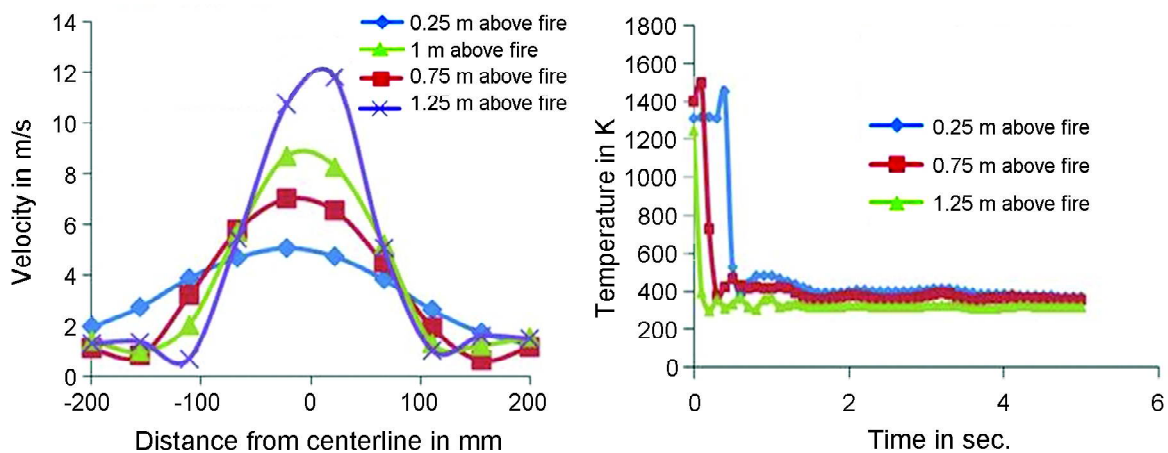 14
12
10
8
6
4
2
0
-200
-100
0
100
200
Velocity in m/s
Distance from centerline in mm
0.25 m above fire
1 m above fire
0.75 m above fire
1.25 m above fire
1800
1600
1400
1200
1000
800
600
400
200
0
0
2
4
6
Temperature in K
Time in sec.
0.25 m above fire
0.75 m above fire
1.25 m above fire